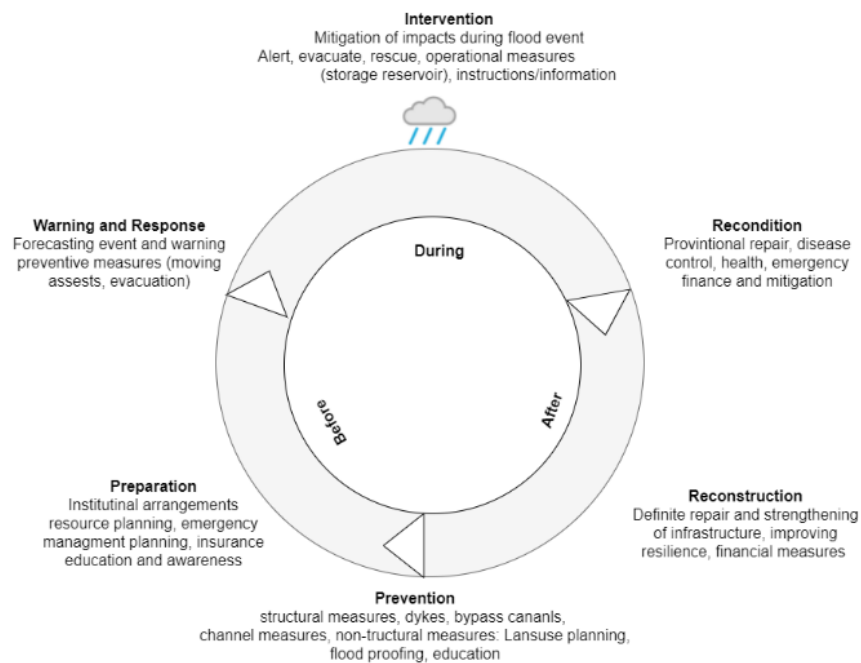 Intervention
Mitigation of impacts during flood event
Alert, evacuate, rescue, operational measures
(storage reservoir), instructions/information
Warning and Response
Forecasting event and warning
preventive measures (moving
assests, evacuation)
Recondition
Provintional repair, disease
control, health, emergency
finance and mitigation
During
Before
After
Preparation
Institutinal arrangements
resource planning, emergency
managment planning, insurance
education and awareness
Reconstruction
Definite repair and strengthening
of infrastructure, improving
resilience, financial measures
Prevention
structural measures, dykes, bypass cananls,
channel measures, non-tructural measures: Lansuse planning,
flood proofing, education